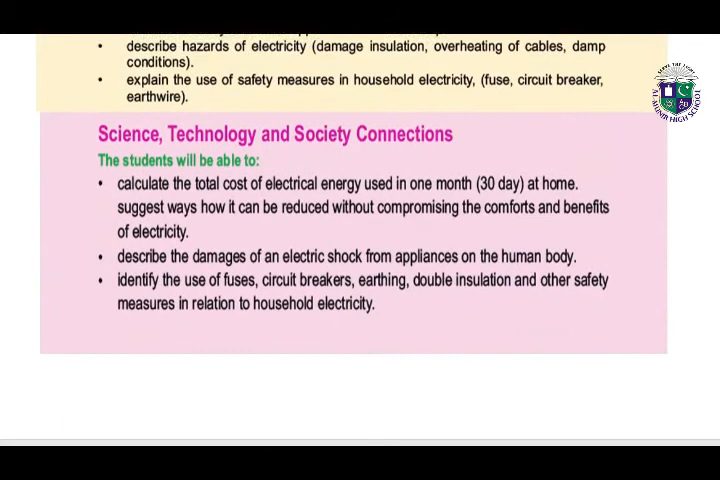 • describe hazards of electricity (damage insulation, overheating of cables, damp
conditions).
• explain the use of safety measures in household electricity, (fuse, circuit breaker,
earthwire).
Science, Technology and Society Connections
The students will be able to:
• calculate the total cost of electrical energy used in one month (30 day) at home.
suggest ways how it can be reduced without compromising the comforts and benefits
of electricity.
• describe the damages of an electric shock from appliances on the human body.
• identify the use of fuses, circuit breakers, earthing, double insulation and other safety
measures in relation to household electricity.
AL-MUNIR HIGH SCHOOL